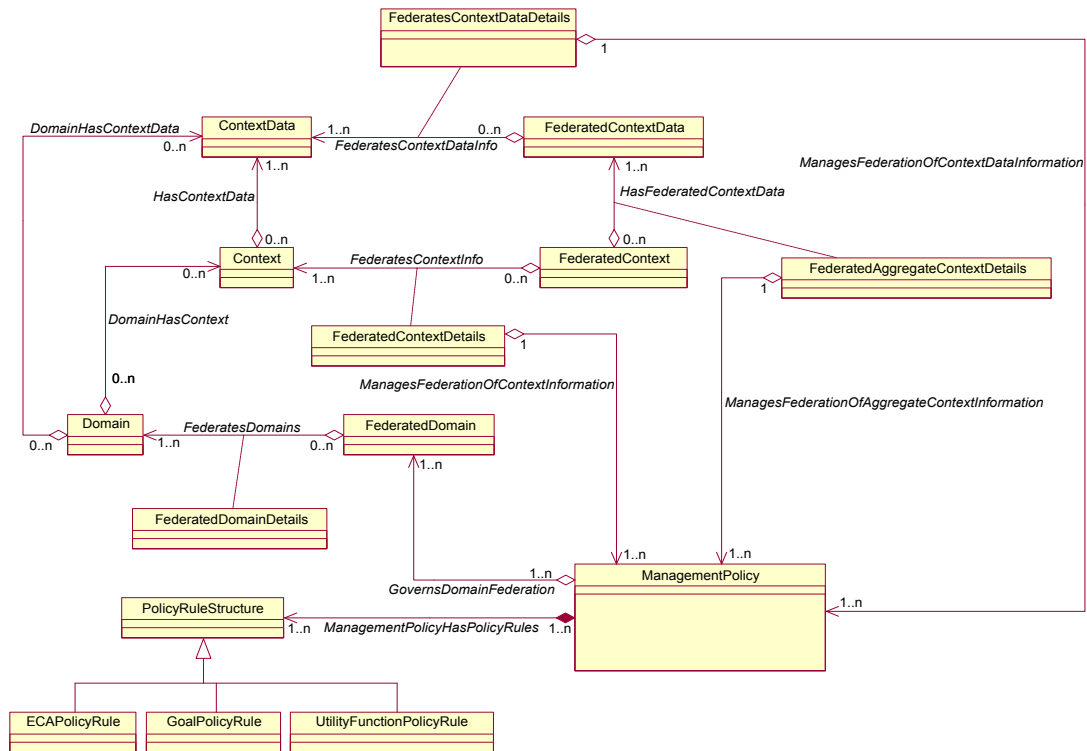 FederatesContextDataDetails
1
DomainHasContextData
0..n
ContextData
1..n
1..n
0..n
FederatesContextDataInfo
FederatedContextData
1..n
ManagesFederationOfContextDataInformation
HasContextData
HasFederatedContextData
0..n
0..n
0..n
Context
1..n
FederatesContextInfo
0..n
FederatedContext
FederatedAggregateContextDetails
1
DomainHasContext
0..n
FederatedContextDetails
1
ManagesFederationOfContextInformation
ManagesFederationOfAggregateContextInformation
Domain
0..n
1..n
FederatesDomains
0..n
FederatedDomain
1..n
FederatedDomainDetails
1..n
1..n
1..n
GovernsDomainFederation
ManagementPolicy
1..n
PolicyRuleStructure
1..n
ManagementPolicyHasPolicyRules
1..n
ECAPolicyRule
GoalPolicyRule
UtilityFunctionPolicyRule